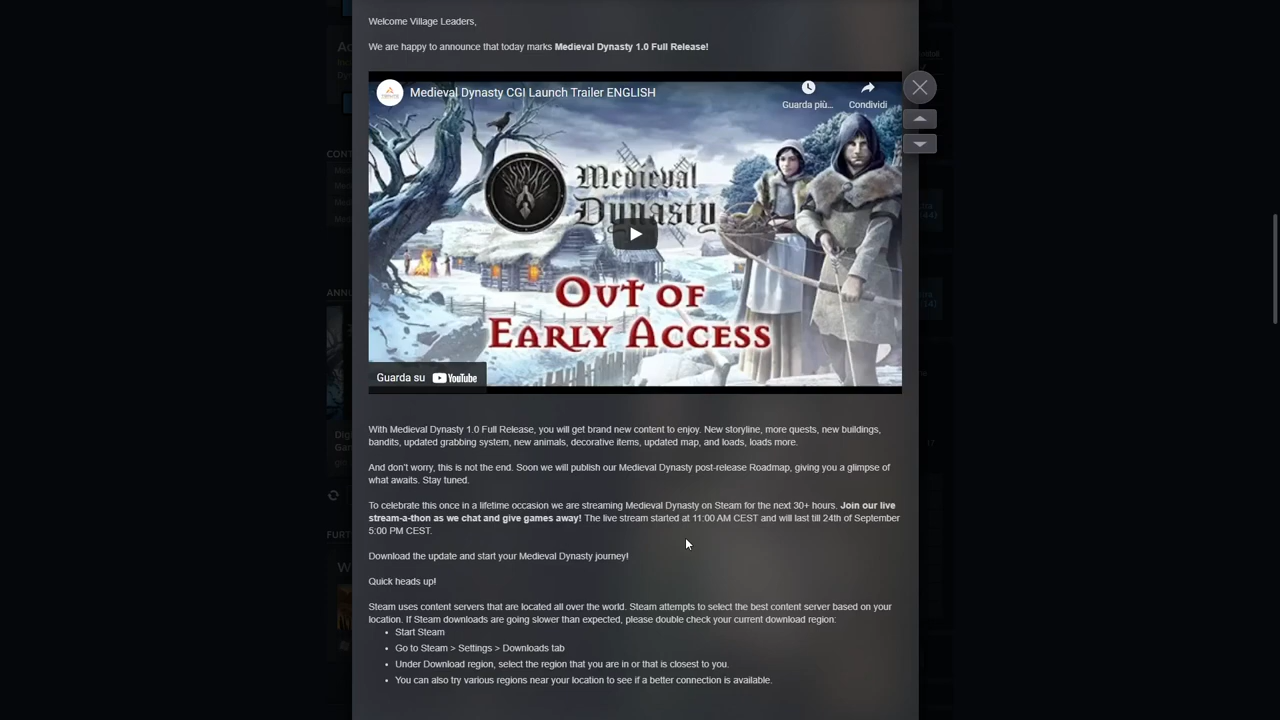 Welcome Village Leaders,
We are happy to announce that today marks Medieval Dynasty 1.0 Full Release!
Medieval Dynasty CGI Launch Trailer ENGLISH
Guarda più...
Condividi
Medieval
Dynasty
Out of
Early Access
Guarda su YouTube
With Medieval Dynasty 1.0 Full Release, you will get brand new content to enjoy. New storyline, more quests, new buildings,
bandits, updated grabbing system, new animals, decorative items, updated map, and loads, loads more.
And don't worry, this is not the end. Soon we will publish our Medieval Dynasty post-release Roadmap, giving you a glimpse of
what awaits. Stay tuned.
To celebrate this once in a lifetime occasion we are streaming Medieval Dynasty on Steam for the next 30+ hours. Join our live
stream-a-thon as we chat and give games away! The live stream started at 11:00 AM CEST and will last till 24th of September
5:00 PM CEST.
Download the update and start your Medieval Dynasty journey!
Quick heads up!
Steam uses content servers that are located all over the world. Steam attempts to select the best content server based on your
location. If Steam downloads are going slower than expected, please double check your current download region:
Start Steam
Go to Steam > Settings > Downloads tab
Under Download region, select the region that you are in or that is closest to you.
You can also try various regions near your location to see if a better connection is available.